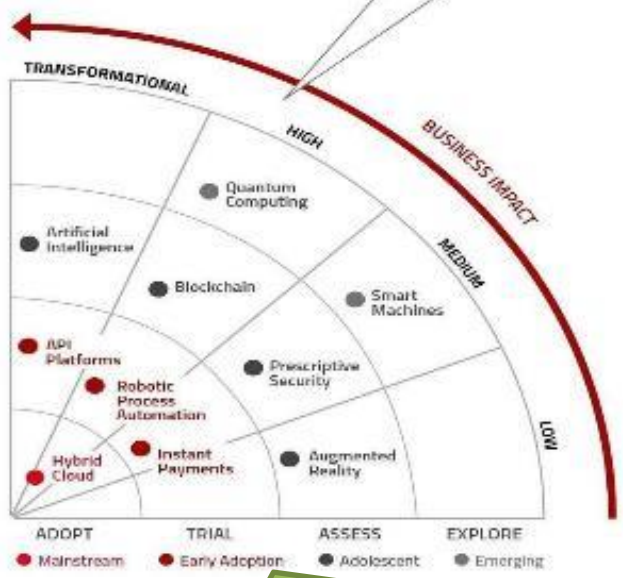 TRANSFORMATIONAL
HIGH
BUSINESS IMPACT
MEDIUM
LOW
Quantum
Computing
Artificial
Intelligence
Blockchain
Smart
Machines
API
Platforms
Prescriptive
Security
Robotic
Process
Automation
Hybrid
Cloud
Instant
Payments
Augmented
Reality
ADOPT TRIAL ASSESS EXPLORE
Mainstream Early Adoption Adolescent Emerging